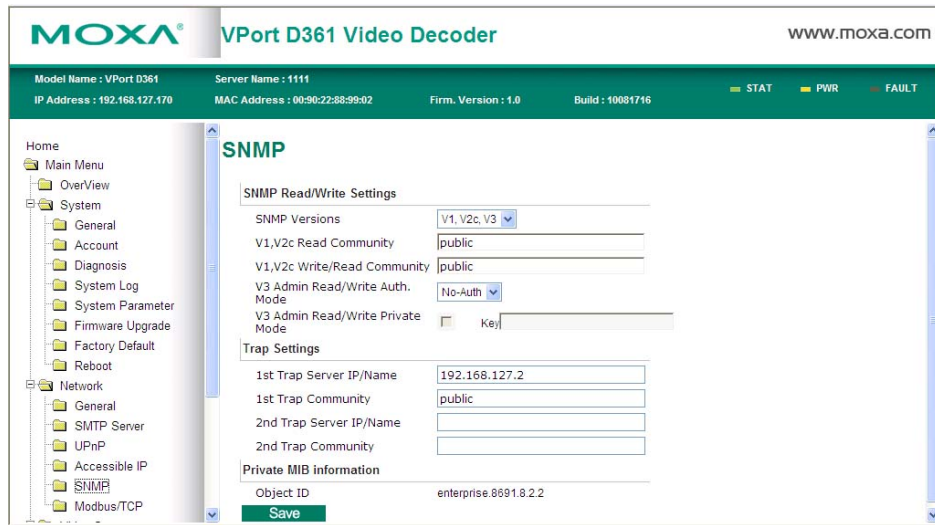 MOXA®
VPort D361 Video Decoder
www.moxa.com
Model Name : VPort D361
Server Name : 1111
IP Address : 192.168.127.170
MAC Address : 00:90:22:88:99:02
Firm. Version : 1.0
Build : 10081716
STAT
PWR
FAULT
Home
Main Menu
OverView
System
General
Account
Diagnosis
System Log
System Parameter
Firmware Upgrade
Factory Default
Reboot
Network
General
SMTP Server
UPnP
Accessible IP
SNMP
Modbus/TCP
SNMP
SNMP Read/Write Settings
SNMP Versions V1, V2c, V3
V1,V2c Read Community public
V1,V2c Write/Read Community public
V3 Admin Read/Write Auth.
Mode No-Auth
V3 Admin Read/Write Private
Mode Key
Trap Settings
1st Trap Server IP/Name 192.168.127.2
1st Trap Community public
2nd Trap Server IP/Name
2nd Trap Community
Private MIB information
Object ID enterprise.8691.8.2.2
Save